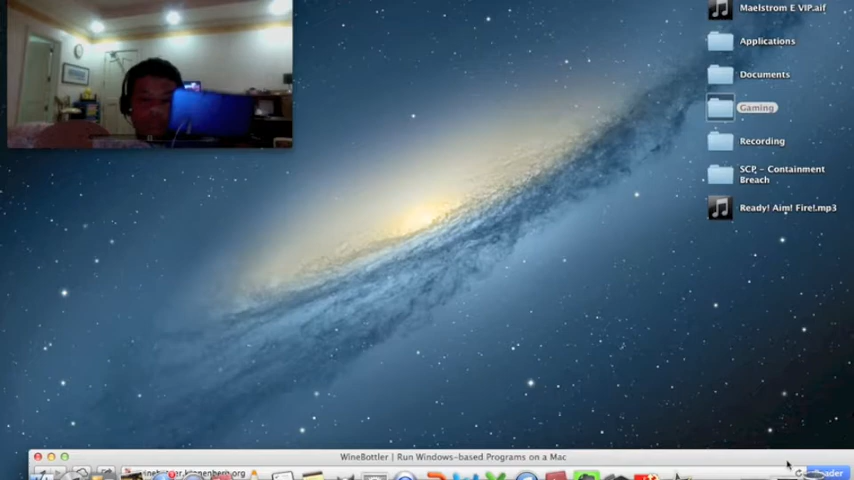 Maelstrom E VIP.aif
Applications
Documents
Gaming
Recording
SCP - Containment
Breach
Ready! Aim! Fire!.mp3
WineBottler | Run Windows-based Programs on a Mac
Reader